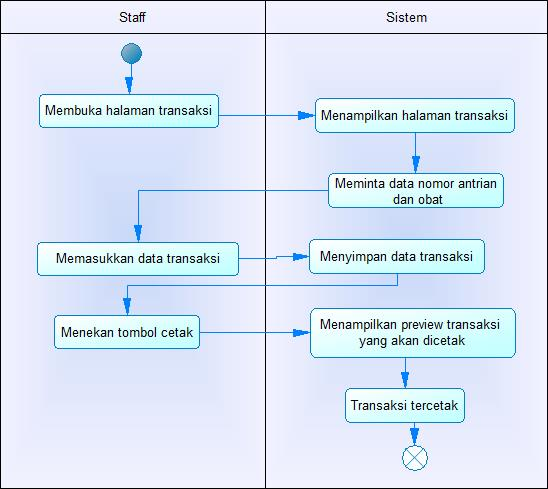 Staff
Sistem
Membuka halaman transaksi
Menampilkan halaman transaksi
Meminta data nomor antrian
dan obat
Memasukkan data transaksi
Menyimpan data transaksi
Menekan tombol cetak
Menampilkan preview transaksi
yang akan dicetak
Transaksi tercetak